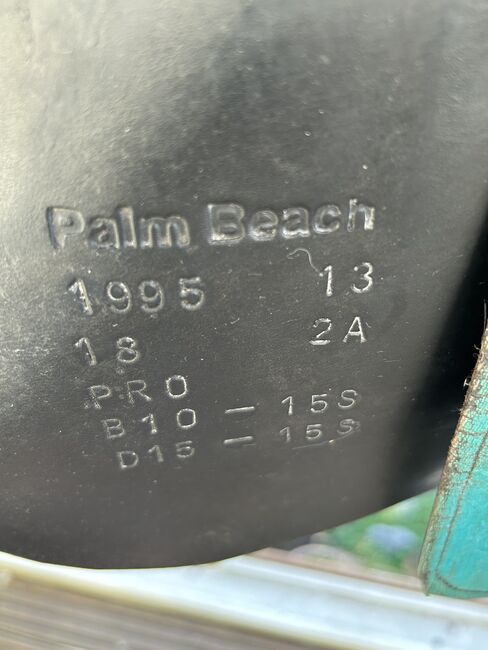 Palm Beach
1995 13
18 2A
PRO
B10 - 15S
D15 - 15S